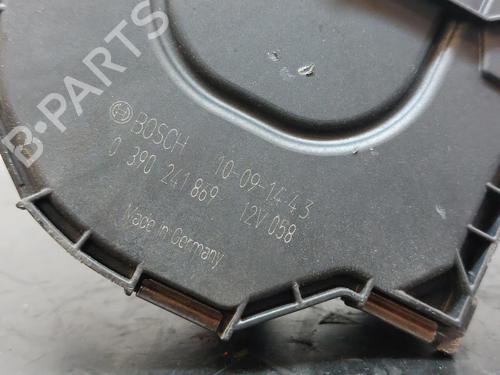 B-PARTS
BOSCH 10-09-14 43
0 390 241 869 12V 058
Made in Germany